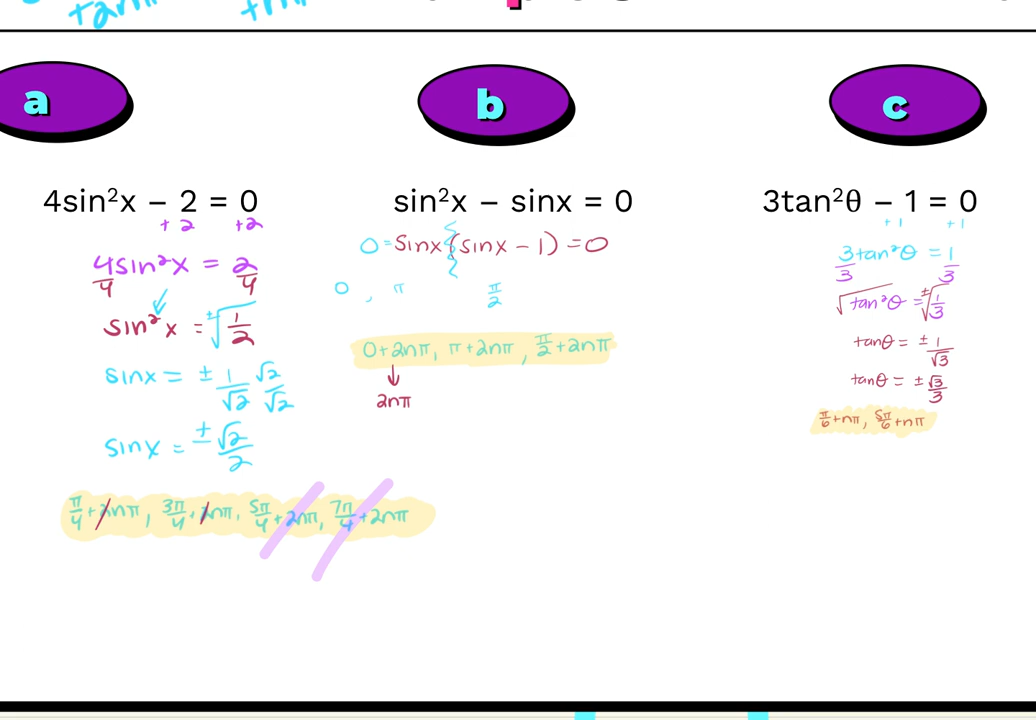 +an
a
b
c
4sin²x – 2 = 0
+2 +2
4sin²x = 2
4 4
sin²x = ±√1/2
sinx = ± 1/√2 √2/√2
sinx = ± √2/2
π/4 + 2nπ, 3π/4 + 2nπ, 5π/4 + 2nπ, 7π/4 + 2nπ
sin²x – sinx = 0
0 = sinx(sinx – 1) = 0
0, π π/2
0+2nπ, π+2nπ, π/2+2nπ
2nπ
3tan²θ – 1 = 0
+1 +1
3tan²θ = 1
3 3
√tan²θ = ±√1/3
tanθ = ± 1/√3
tanθ = ± √3/3
π/6+nπ, 5π/6+nπ